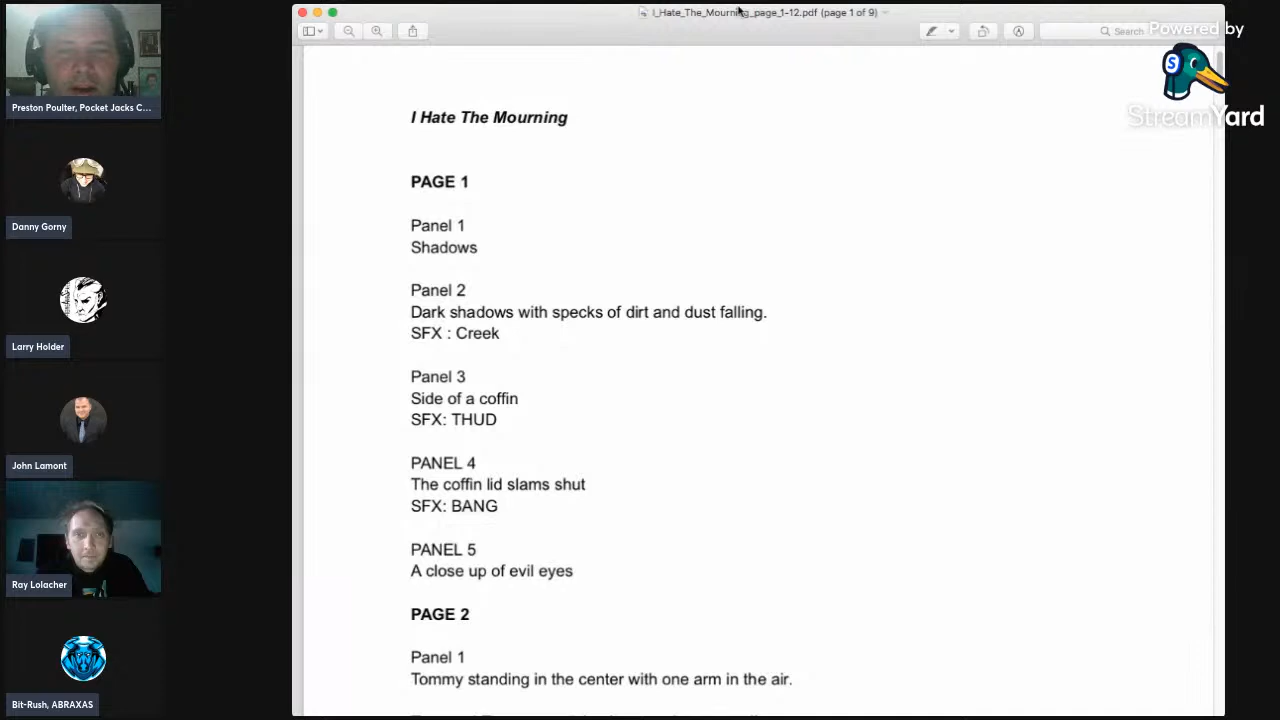 I_Hate_The_Mourning_page_1-12.pdf (page 1 of 9)
Search
Powered by
StreamYard
S
Preston Poulter, Pocket Jacks C...
Danny Gorny
Larry Holder
John Lamont
Ray Lolacher
Bit-Rush, ABRAXAS
I Hate The Mourning
PAGE 1
Panel 1
Shadows
Panel 2
Dark shadows with specks of dirt and dust falling.
SFX : Creek
Panel 3
Side of a coffin
SFX: THUD
PANEL 4
The coffin lid slams shut
SFX: BANG
PANEL 5
A close up of evil eyes
PAGE 2
Panel 1
Tommy standing in the center with one arm in the air.